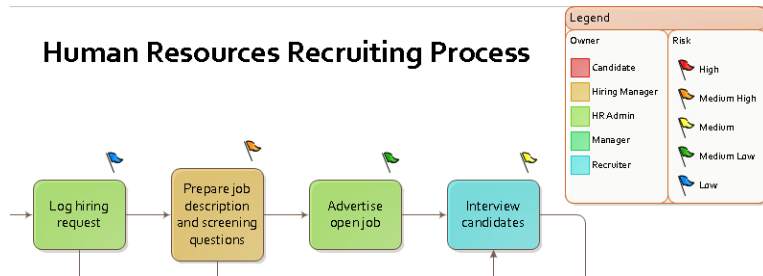 Human Resources Recruiting Process
Legend
Owner
Candidate
Hiring Manager
HR Admin
Manager
Recruiter
Risk
High
Medium High
Medium
Medium Low
Low
Log hiring
request
Prepare job
description
and screening
questions
Advertise
open job
Interview
candidates